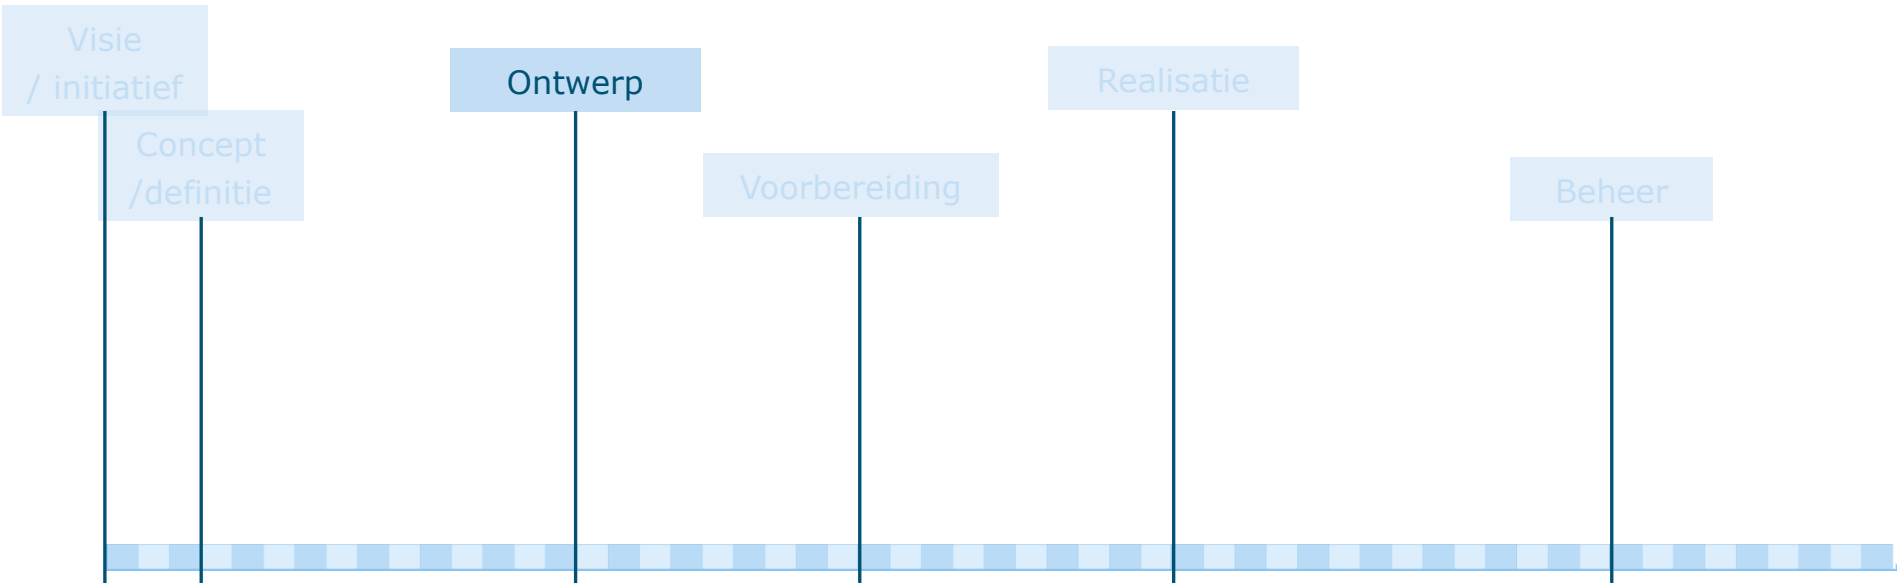 Visie
/ initiatief
Concept
/definitie
Ontwerp
Voorbereiding
Realisatie
Beheer